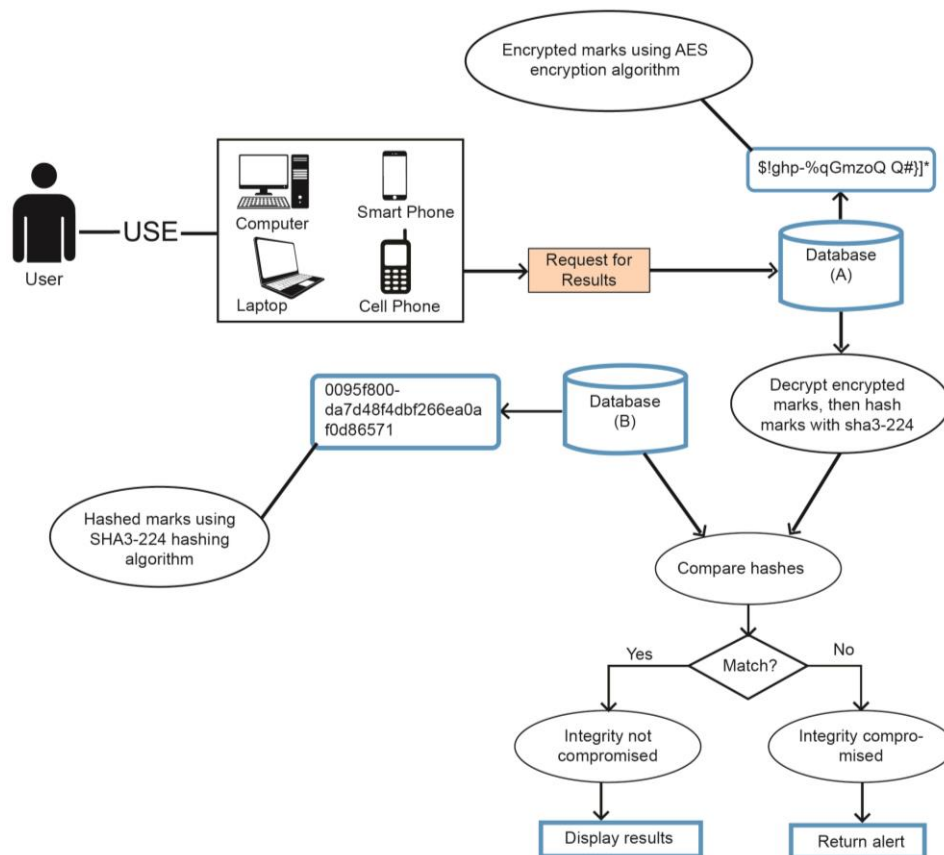 Encrypted marks using AES
encryption algorithm
$!ghp-%qGmzoQ Q#}]*
Computer
Smart Phone
USE
User
Laptop
Cell Phone
Request for
Results
Database
(A)
0095f800-
da7d48f4dbf266ea0a
f0d86571
Database
(B)
Decrypt encrypted
marks, then hash
marks with sha3-224
Hashed marks using
SHA3-224 hashing
algorithm
Compare hashes
Yes
Match?
No
Integrity not
compromised
Integrity compro-
mised
Display results
Return alert